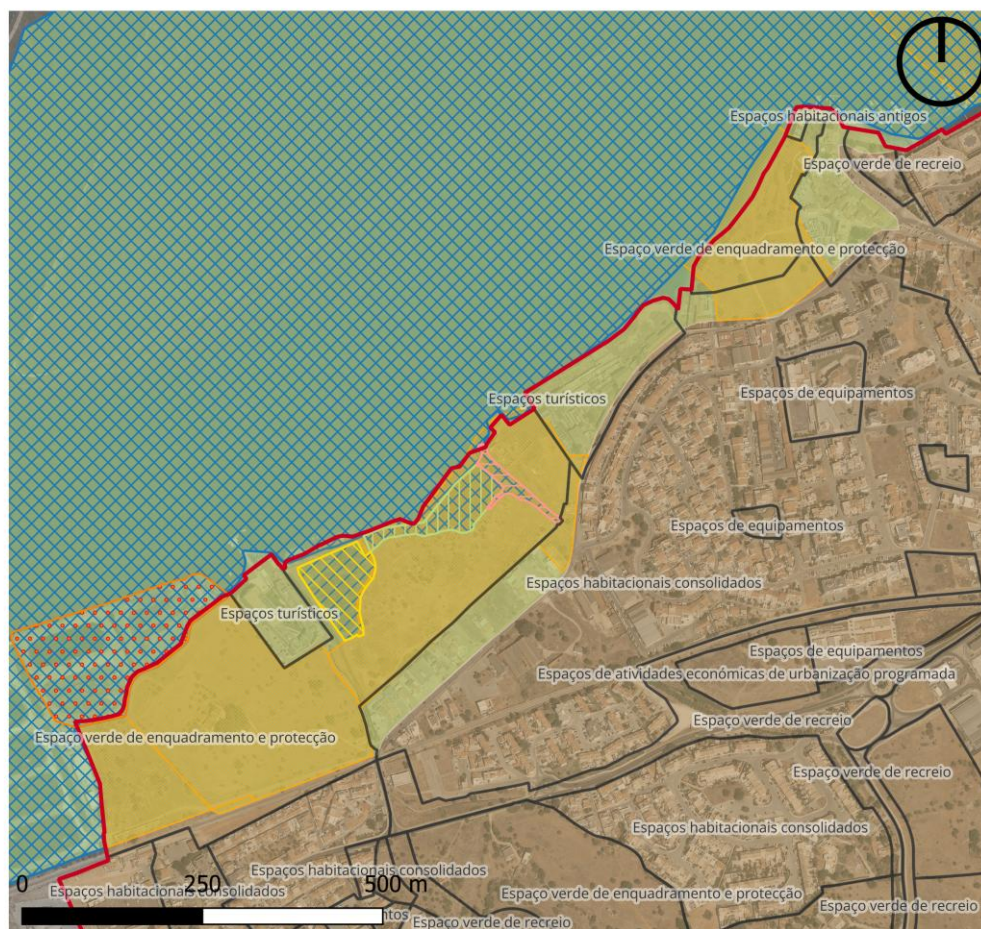 Espaços habitacionais antigos
Espaço verde de recreio
Espaço verde de enquadramento e protecção
Espaços de equipamentos
Espaços turísticos
Espaços de equipamentos
Espaços habitacionais consolidados
Espaços turísticos
Espaços de equipamentos
Espaços de atividades económicas de urbanização programada
Espaço verde de recreio
Espaço verde de enquadramento e protecção
Espaço verde de recreio
Espaços habitacionais consolidados
Espaços habitacionais consolidados
0 250 500 m
Espaços habitacionais consolidados
Espaço verde de enquadramento e protecção
Espaço verde de recreio
Espaço verde de recreio